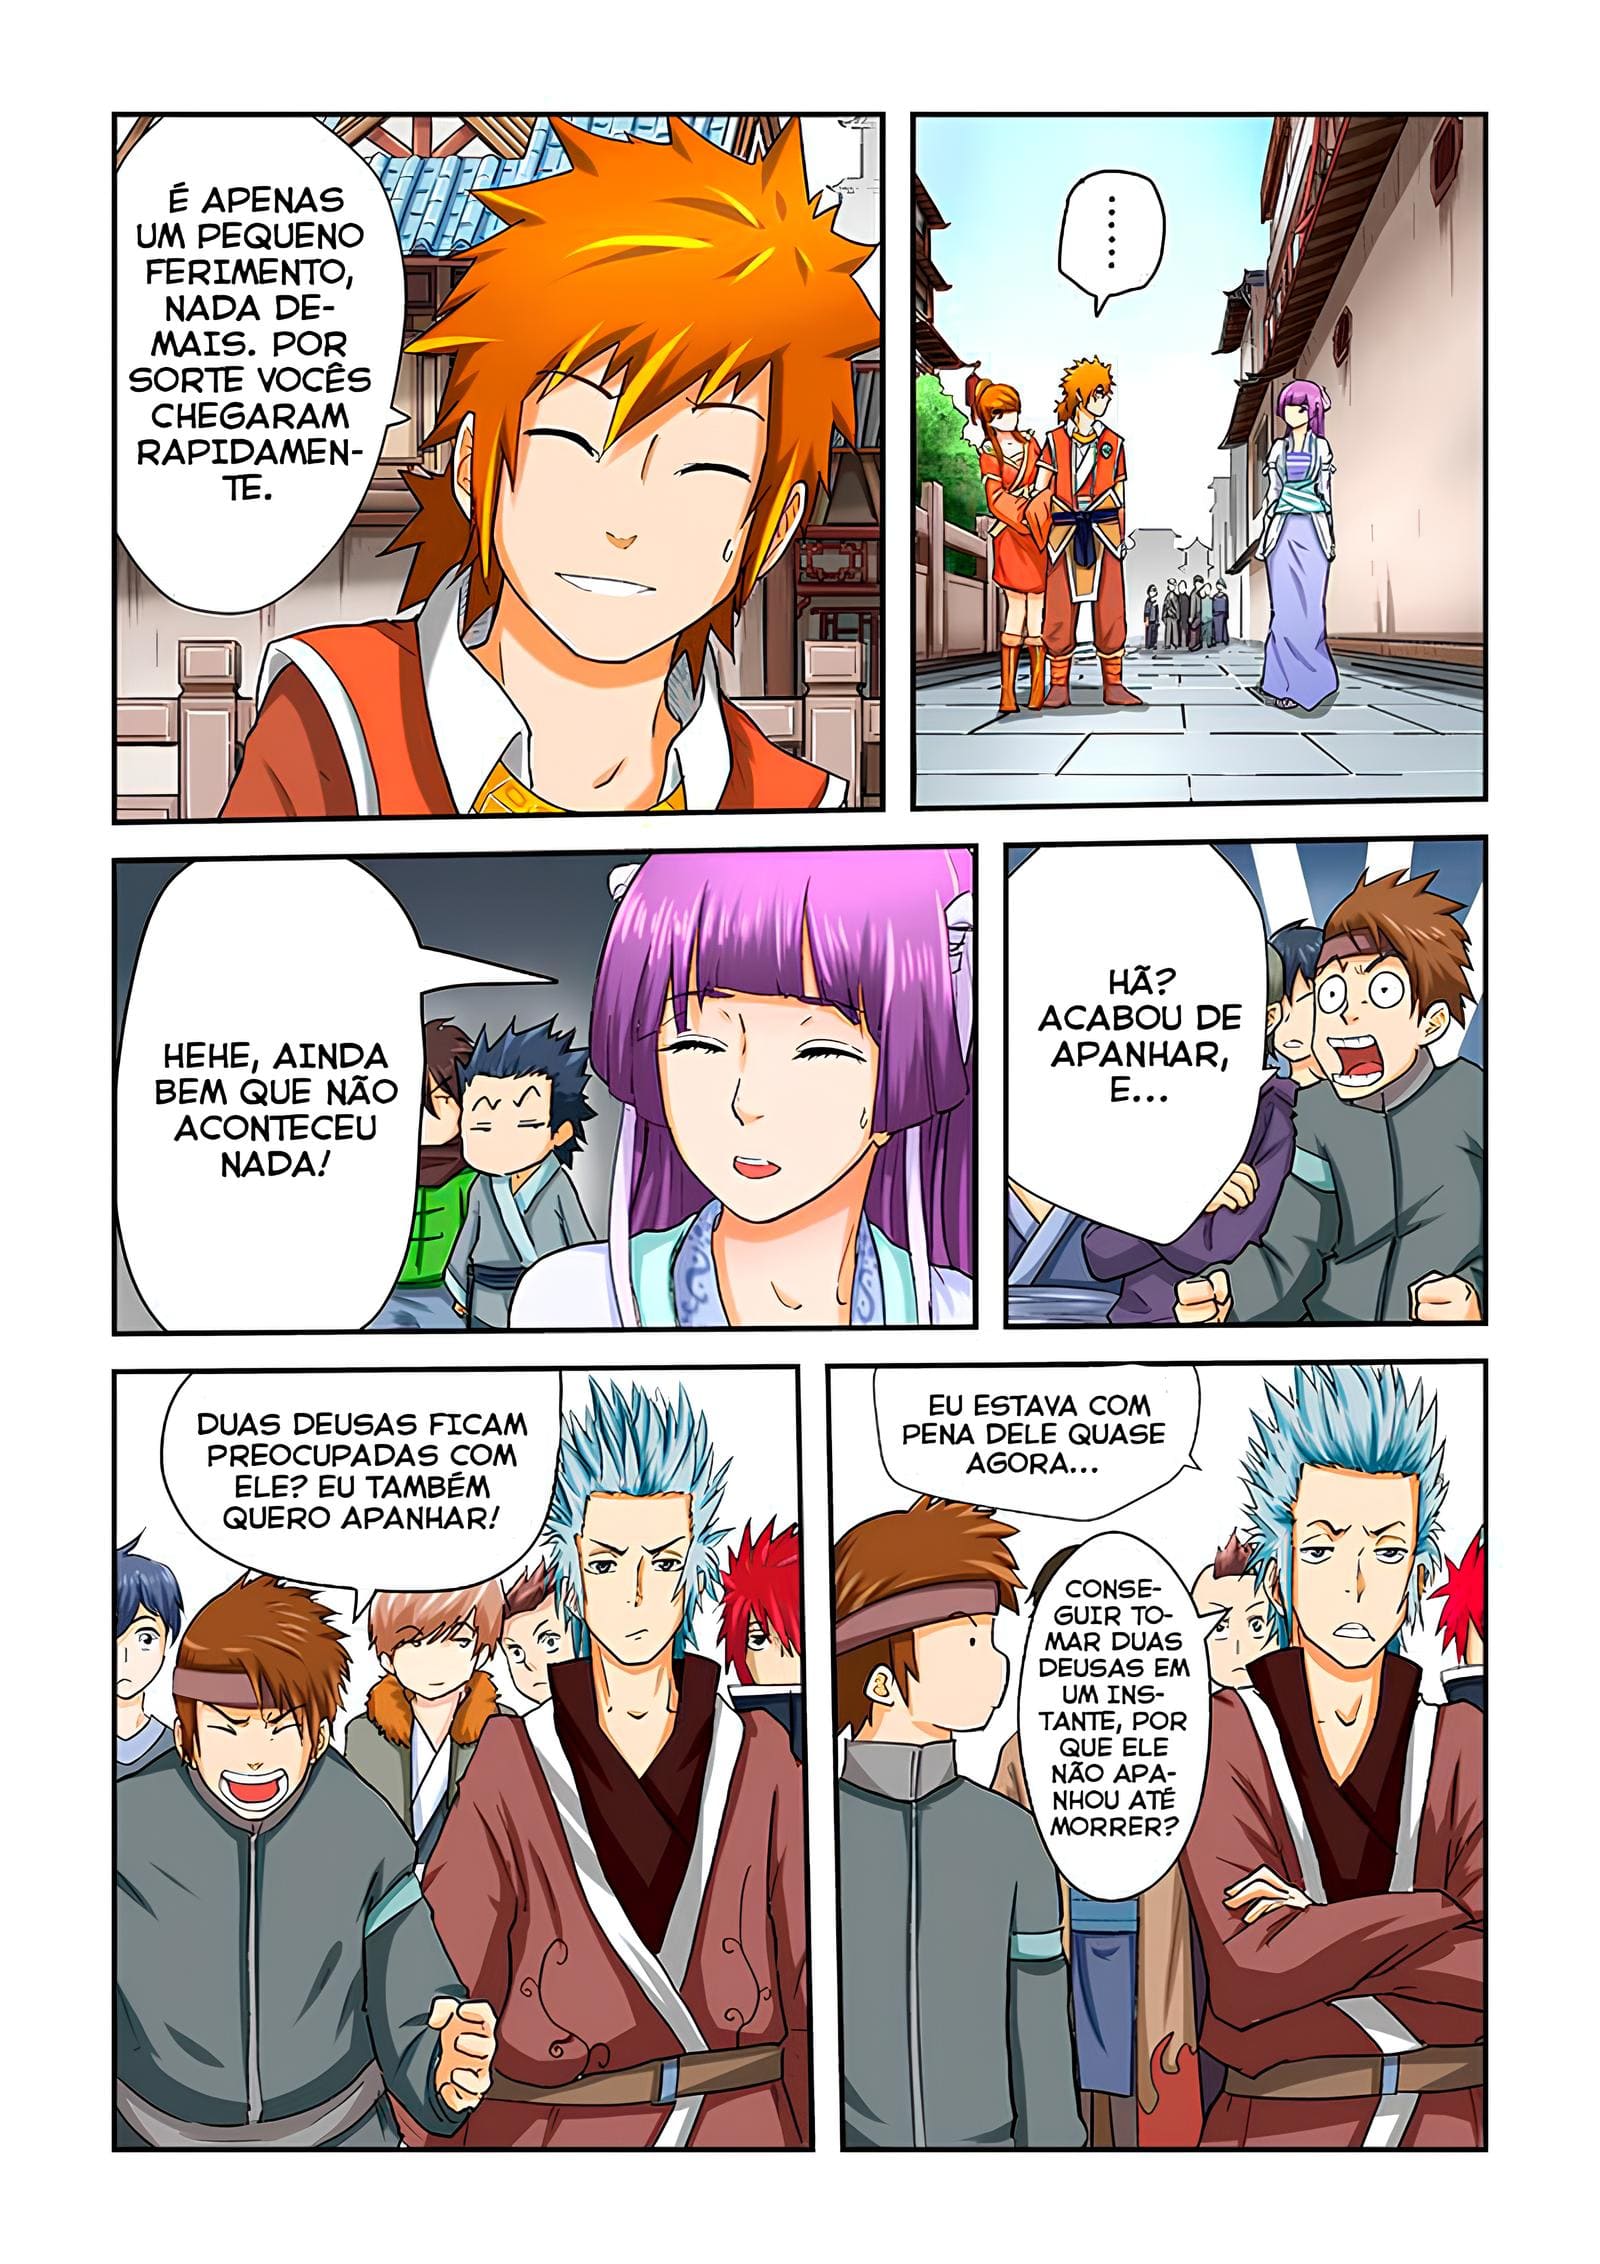 É APENAS
UM PEQUENO
FERIMENTO,
NADA DE-
MAIS. POR
SORTE VOCÊS
CHEGARAM
RAPIDAMEN-
TE.
......
HEHE, AINDA
BEM QUE NÃO
ACONTECEU
NADA!
HÃ?
ACABOU DE
APANHAR,
E...
DUAS DEUSAS FICAM
PREOCUPADAS COM
ELE? EU TAMBÉM
QUERO APANHAR!
EU ESTAVA COM
PENA DELE QUASE
AGORA...
CONSE-
GUIR TO-
MAR DUAS
DEUSAS EM
UM INS-
TANTE, POR
QUE ELE
NÃO APA-
NHOU ATÉ
MORRER?